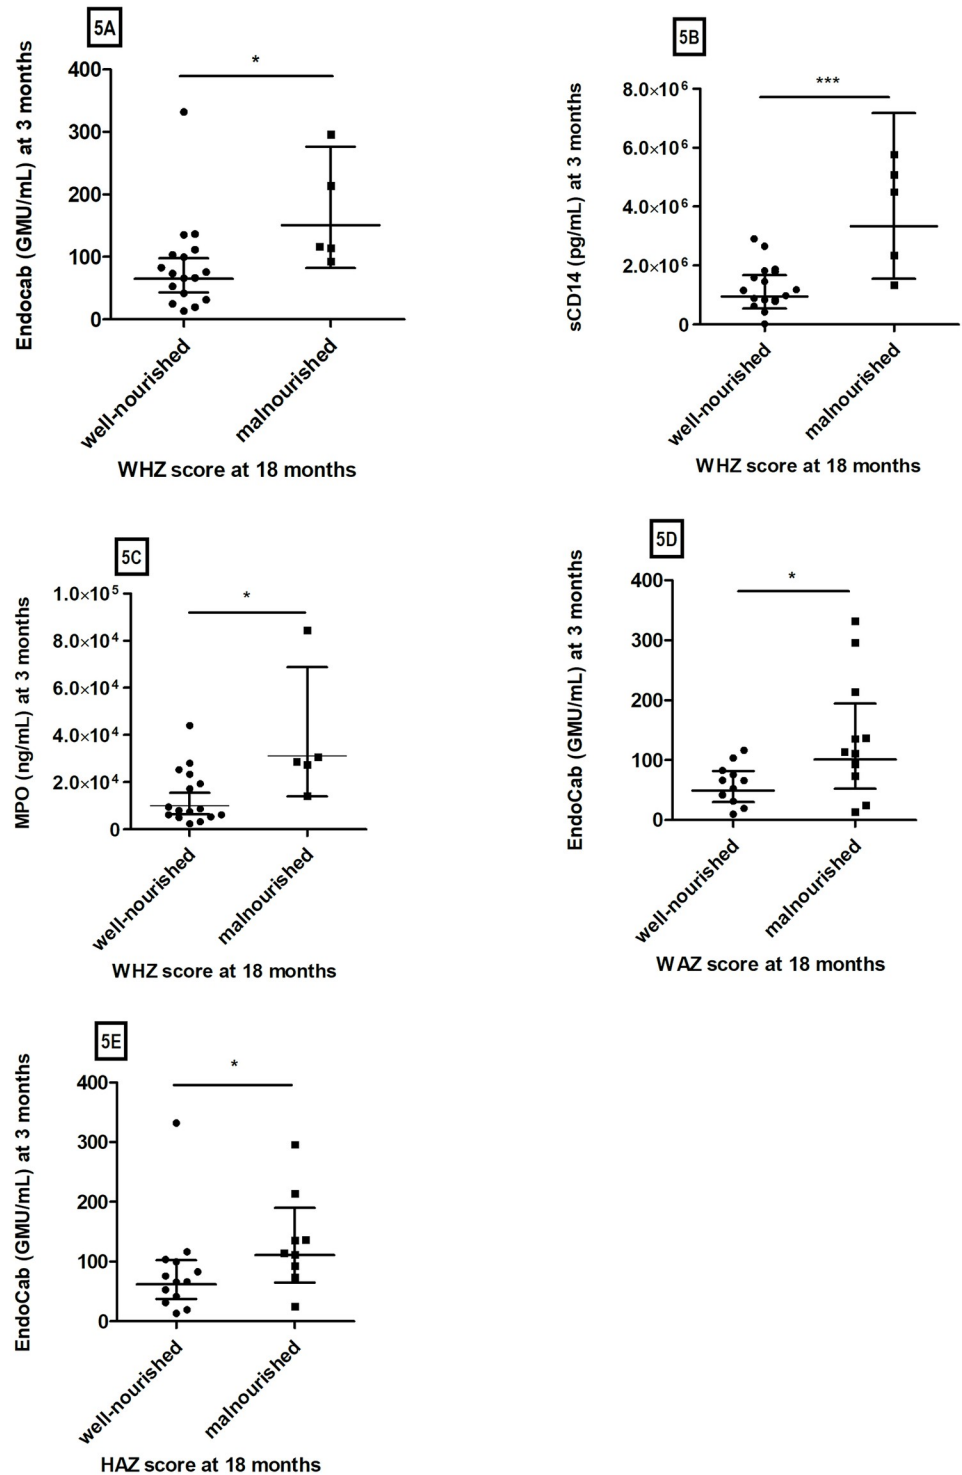 5A
Endocab (GMU/mL) at 3 months
400
300
200
100
0
*
well-nourished
malnourished
WHZ score at 18 months
5B
sCD14 (pg/mL) at 3 months
8.0×10⁶
6.0×10⁶
4.0×10⁶
2.0×10⁶
0
***
well-nourished
malnourished
WHZ score at 18 months
5C
MPO (ng/mL) at 3 months
1.0×10⁵
8.0×10⁴
6.0×10⁴
4.0×10⁴
2.0×10⁴
0
*
well-nourished
malnourished
WHZ score at 18 months
5D
EndoCab (GMU/mL) at 3 months
400
300
200
100
0
*
well-nourished
malnourished
WAZ score at 18 months
5E
EndoCab (GMU/mL) at 3 months
400
300
200
100
0
*
well-nourished
malnourished
HAZ score at 18 months